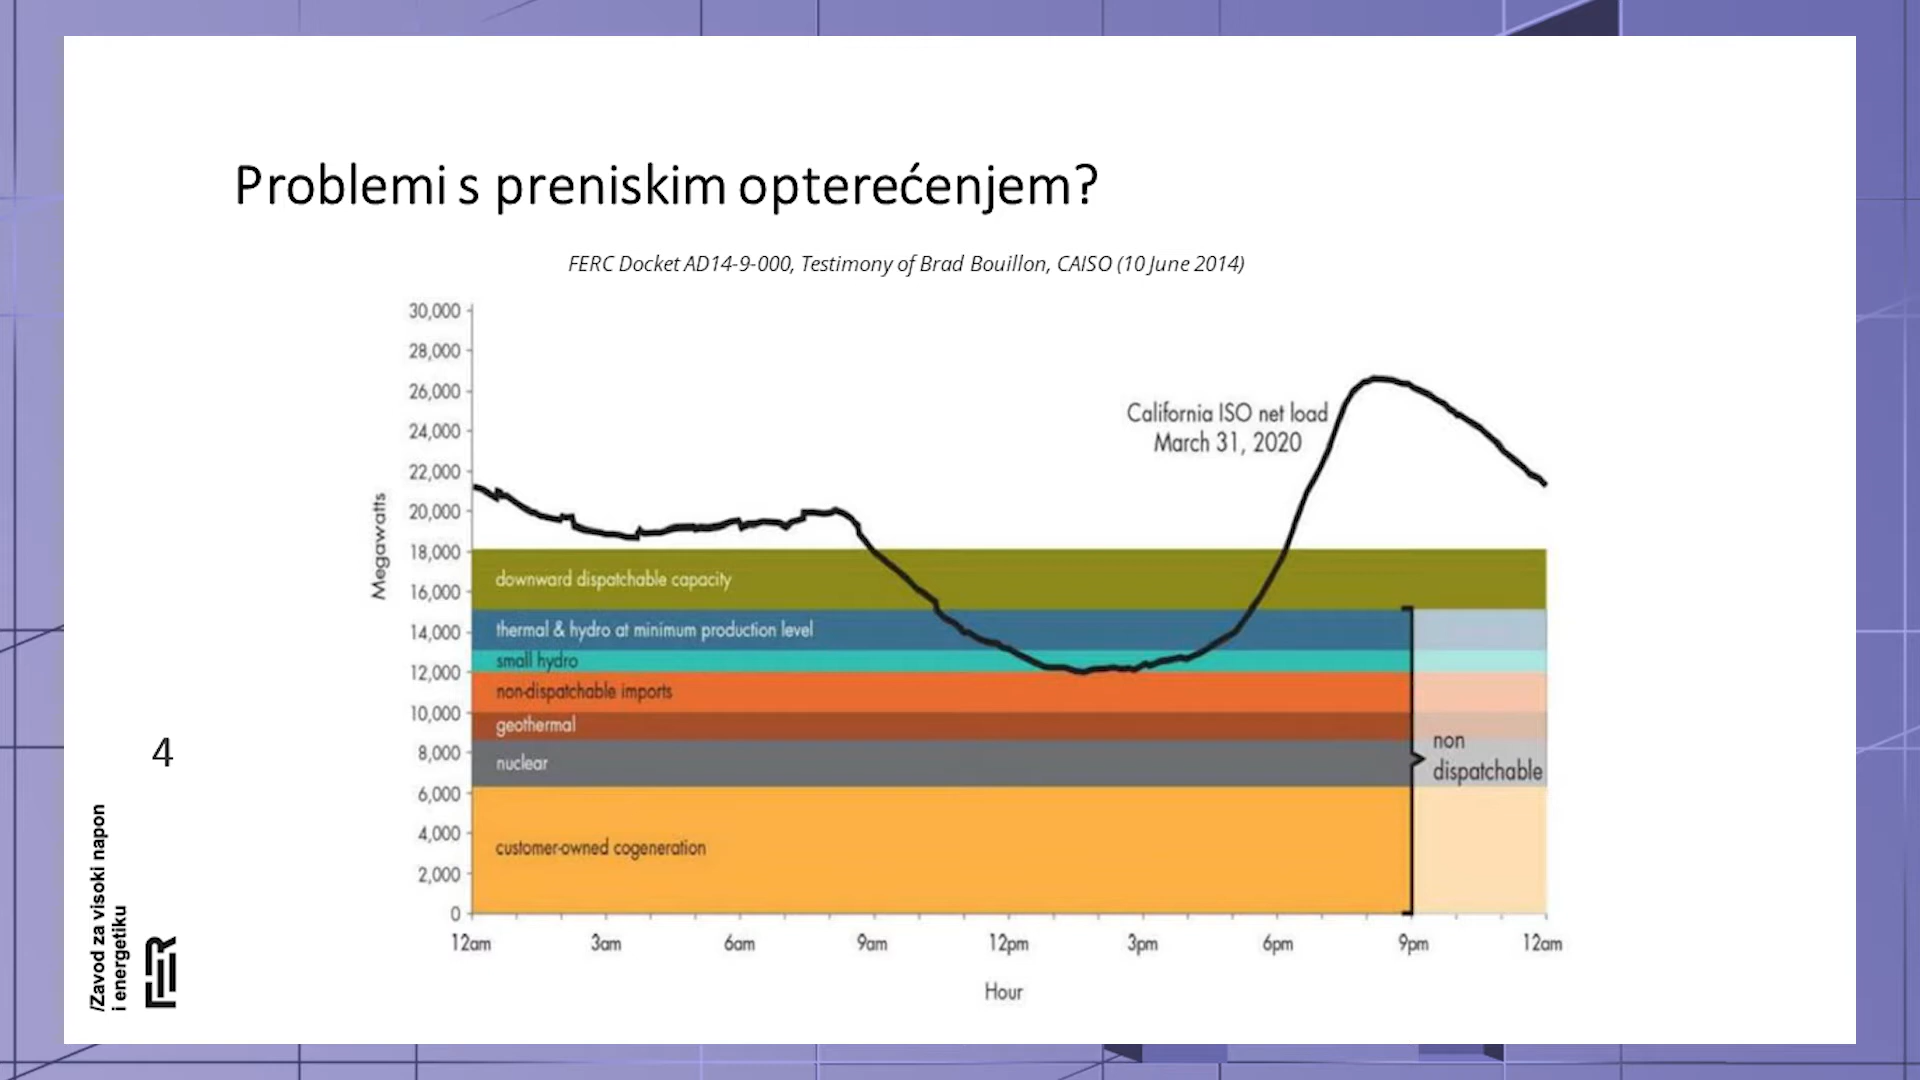 Problemi s preniskim opterećenjem?
FERC Docket AD14-9-000, Testimony of Brad Bouillon, CAISO (10 June 2014)
30,000
28,000
26,000
24,000
22,000
20,000
18,000
16,000
14,000
12,000
10,000
8,000
6,000
4,000
2,000
0
Megawatts
California ISO net load
March 31, 2020
downward dispatchable capacity
thermal & hydro at minimum production level
small hydro
non-dispatchable imports
geothermal
nuclear
customer-owned cogeneration
non
dispatchable
12am 3am 6am 9am 12pm 3pm 6pm 9pm 12am
Hour
4
/Zavod za visoki napon
i energetiku
FER